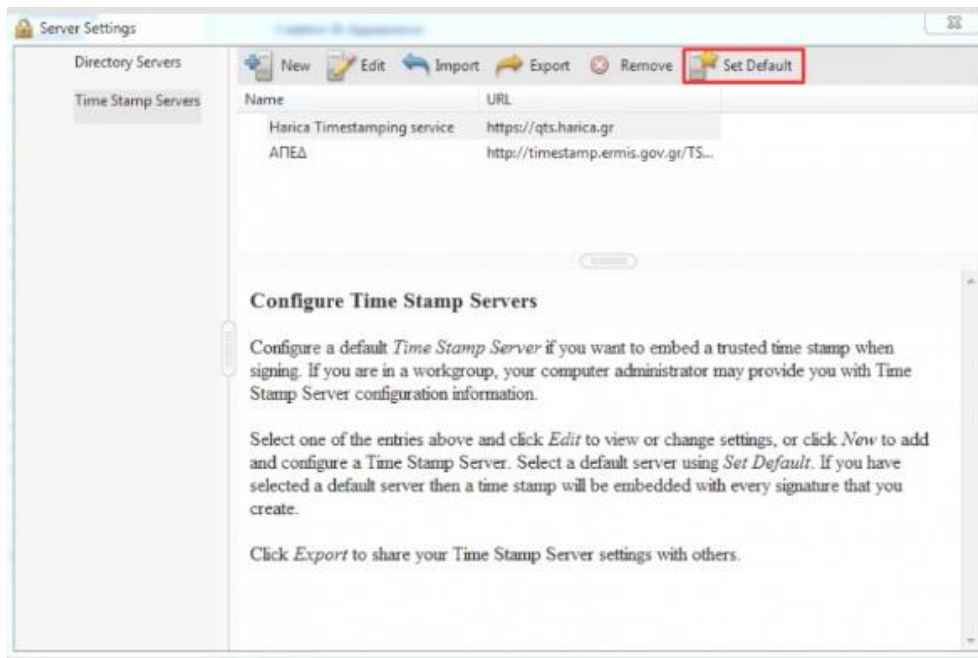 Server Settings
Directory Servers
Time Stamp Servers
New Edit Import Export Remove Set Default
Name URL
Harica Timestamping service https://qts.harica.gr
ΑΠΕΔ http://timestamp.ermis.gov.gr/TS...
Configure Time Stamp Servers
Configure a default Time Stamp Server if you want to embed a trusted time stamp when
signing. If you are in a workgroup, your computer administrator may provide you with Time
Stamp Server configuration information.
Select one of the entries above and click Edit to view or change settings, or click New to add
and configure a Time Stamp Server. Select a default server using Set Default. If you have
selected a default server then a time stamp will be embedded with every signature that you
create.
Click Export to share your Time Stamp Server settings with others.